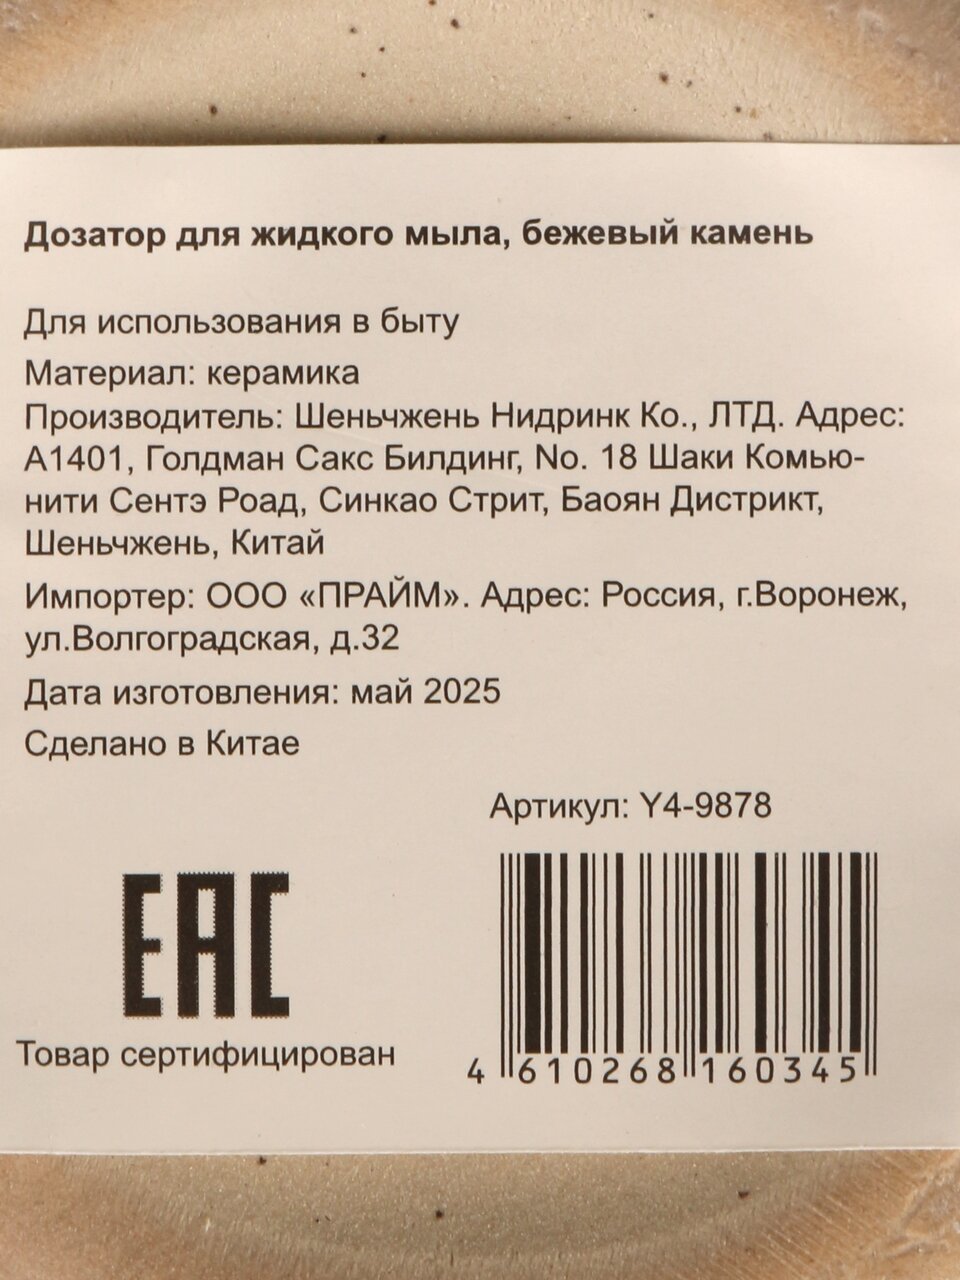 Дозатор для жидкого мыла, бежевый камень
Для использования в быту
Материал: керамика
Производитель: Шеньчжень Нидринк Ко., ЛТД. Адрес:
А1401, Голдман Сакс Билдинг, No. 18 Шаки Комью-
нити Сентэ Роад, Синкао Стрит, Баоян Дистрикт,
Шеньчжень, Китай
Импортер: ООО «ПРАЙМ». Адрес: Россия, г.Воронеж,
ул.Волгоградская, д.32
Дата изготовления: май 2025
Сделано в Китае
Артикул: Y4-9878
EAC
Товар сертифицирован
4 610268 160345